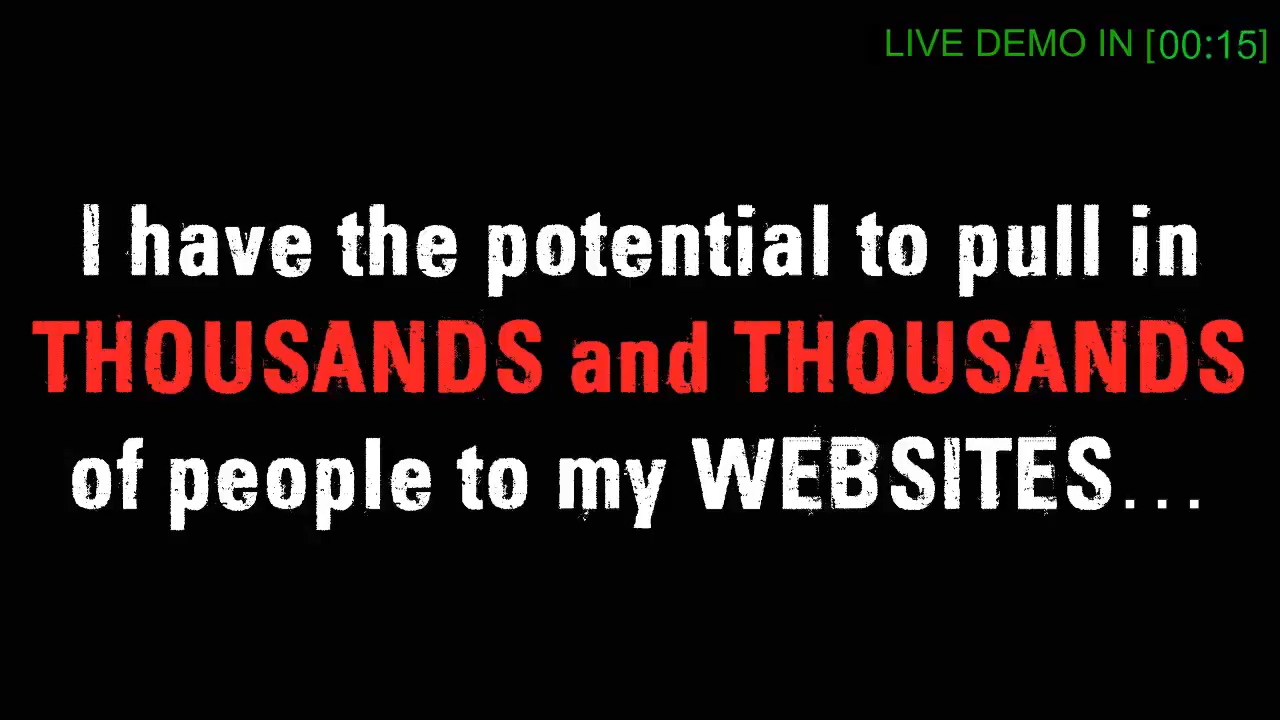 LIVE DEMO IN [00:15]
I have the potential to pull in
THOUSANDS and THOUSANDS
of people to my WEBSITES...